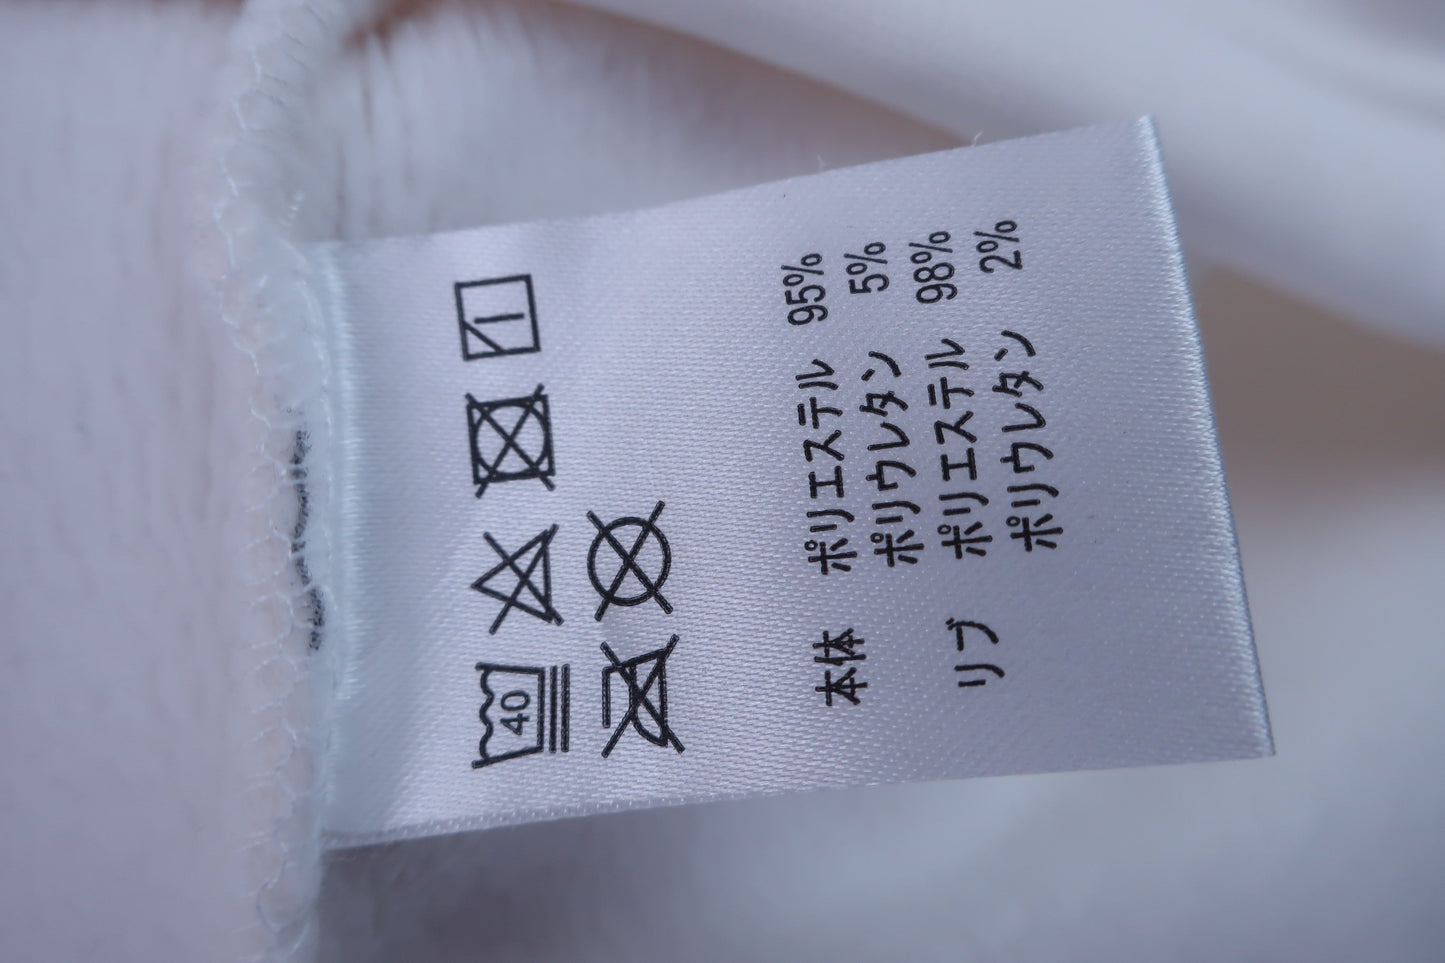 40
本体 ポリエステル 95%
ポリウレタン 5%
リブ ポリエステル 98%
ポリウレタン 2%